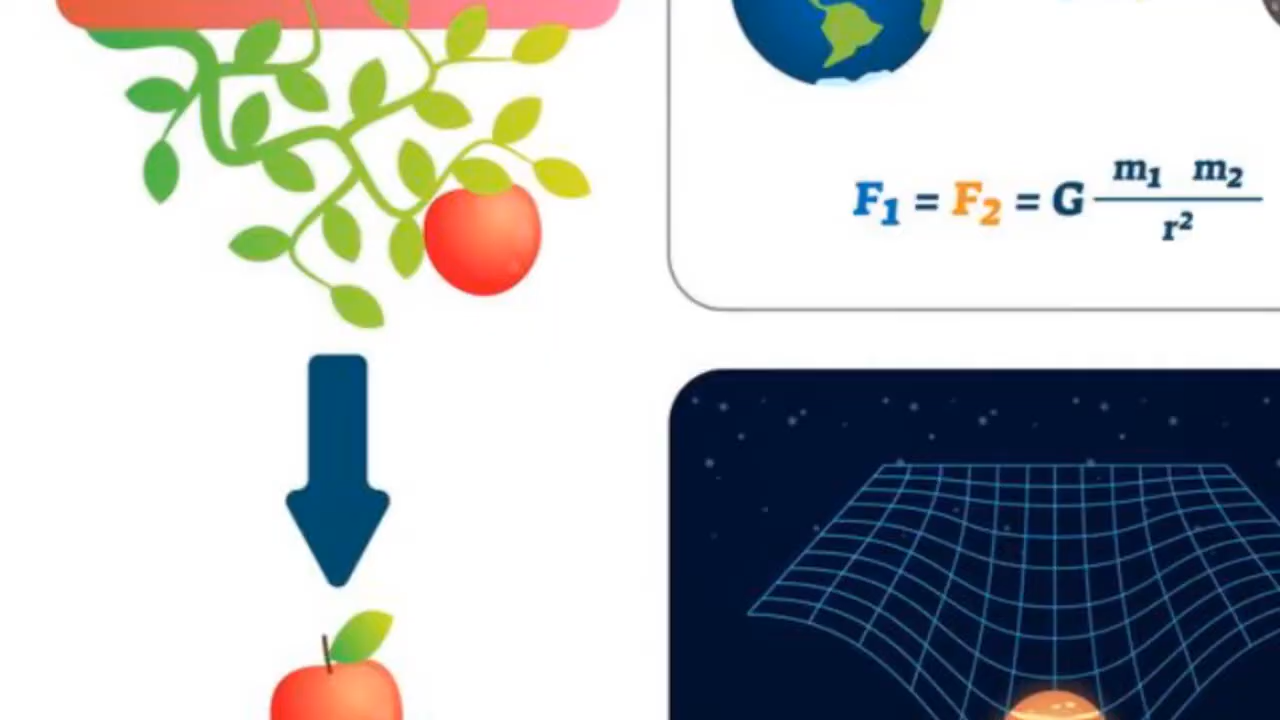 F₁ = F₂ = G m₁ m₂
r²